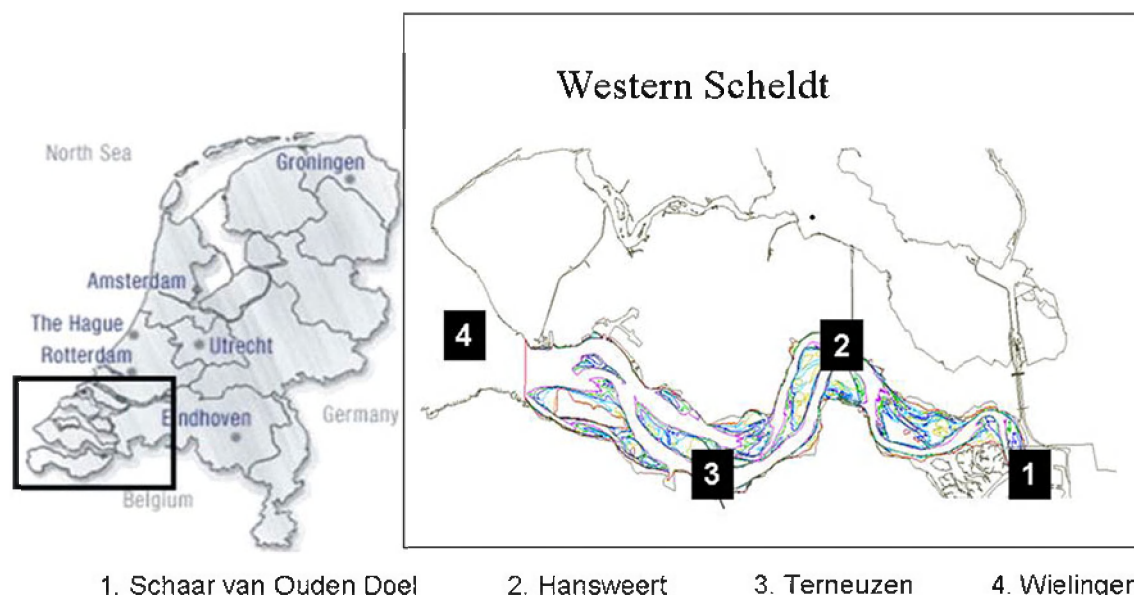 Western Scheldt
North Sea
Groningen
Amsterdam
The Hague
Utrecht
Rotterdam
Eindhoven
Germany
Belgium
4
2
3
1
1. Schaar van Ouden Doel 2. Hansweert 3. Terneuzen 4. Wielingen